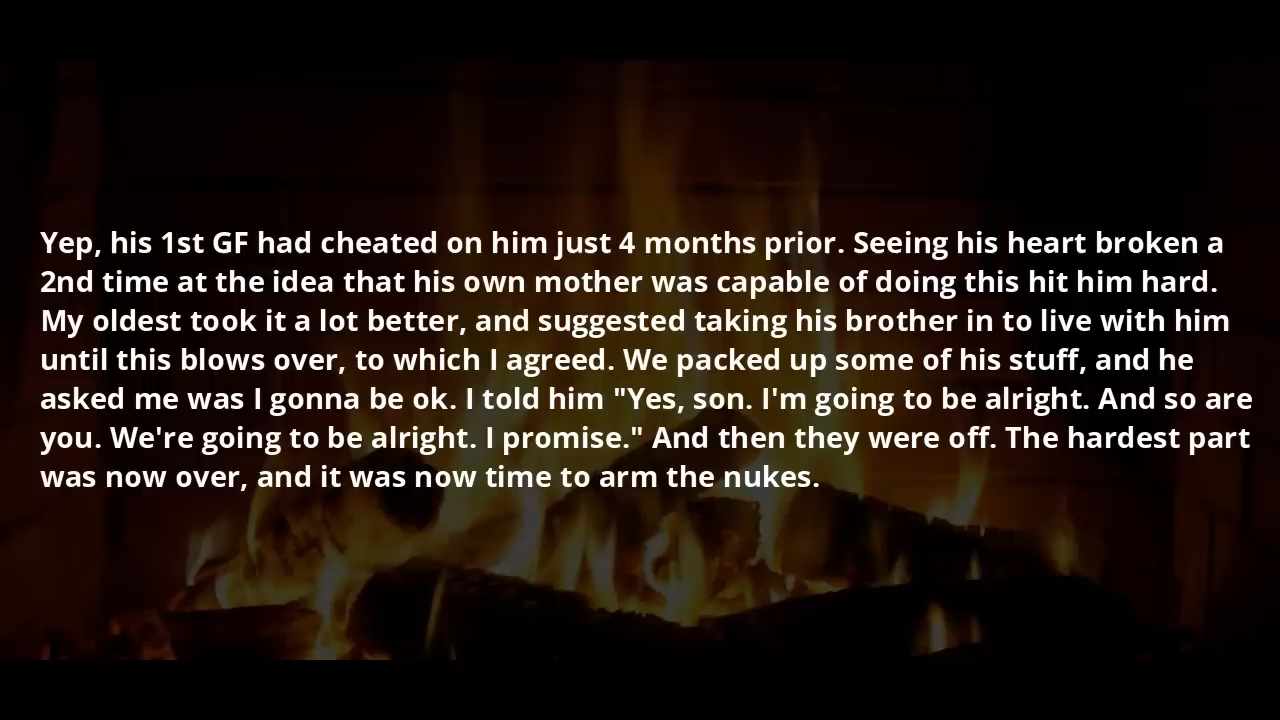 Yep, his 1st GF had cheated on him just 4 months prior. Seeing his heart broken a
2nd time at the idea that his own mother was capable of doing this hit him hard.
My oldest took it a lot better, and suggested taking his brother in to live with him
until this blows over, to which I agreed. We packed up some of his stuff, and he
asked me was I gonna be ok. I told him "Yes, son. I'm going to be alright. And so are
you. We're going to be alright. I promise." And then they were off. The hardest part
was now over, and it was now time to arm the nukes.